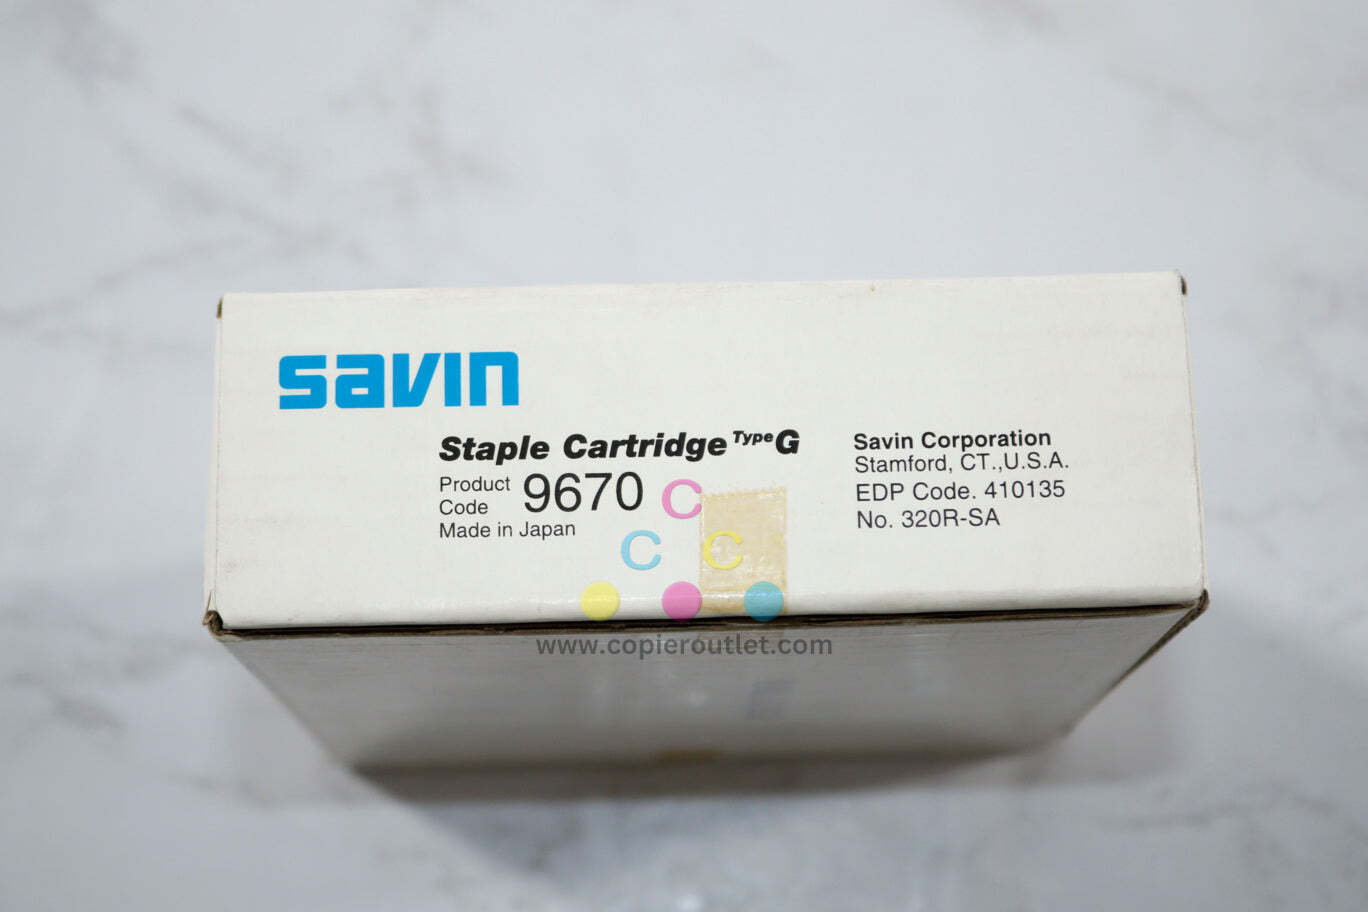 savin
Staple Cartridge Type G
Product Code 9670
Made in Japan
Savin Corporation
Stamford, CT.,U.S.A.
EDP Code. 410135
No. 320R-SA
C
C C
www.copieroutlet.com